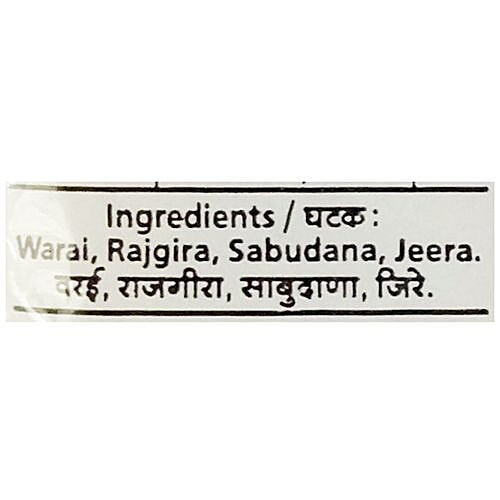 Ingredients / घटक :
Warai, Rajgira, Sabudana, Jeera.
वरई, राजगीरा, साबुदाणा, जिरे.